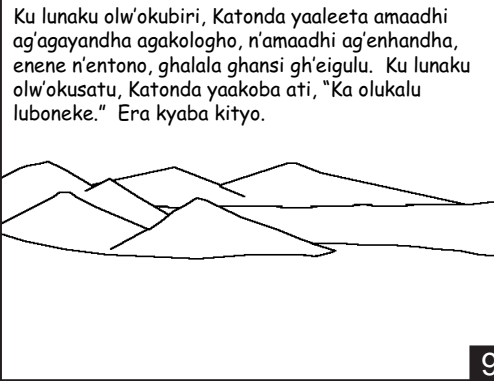 Ku lunaku olw'okubiri, Katonda yaaleeta amaadhi
ag'agayandha agakologho, n'amaadhi ag'enhandha,
enene n'entono, ghalala ghansi gh'eigulu. Ku lunaku
olw'okusatu, Katonda yaakoba ati, “Ka olukalu
luboneke.” Era kyaba kityo.
9